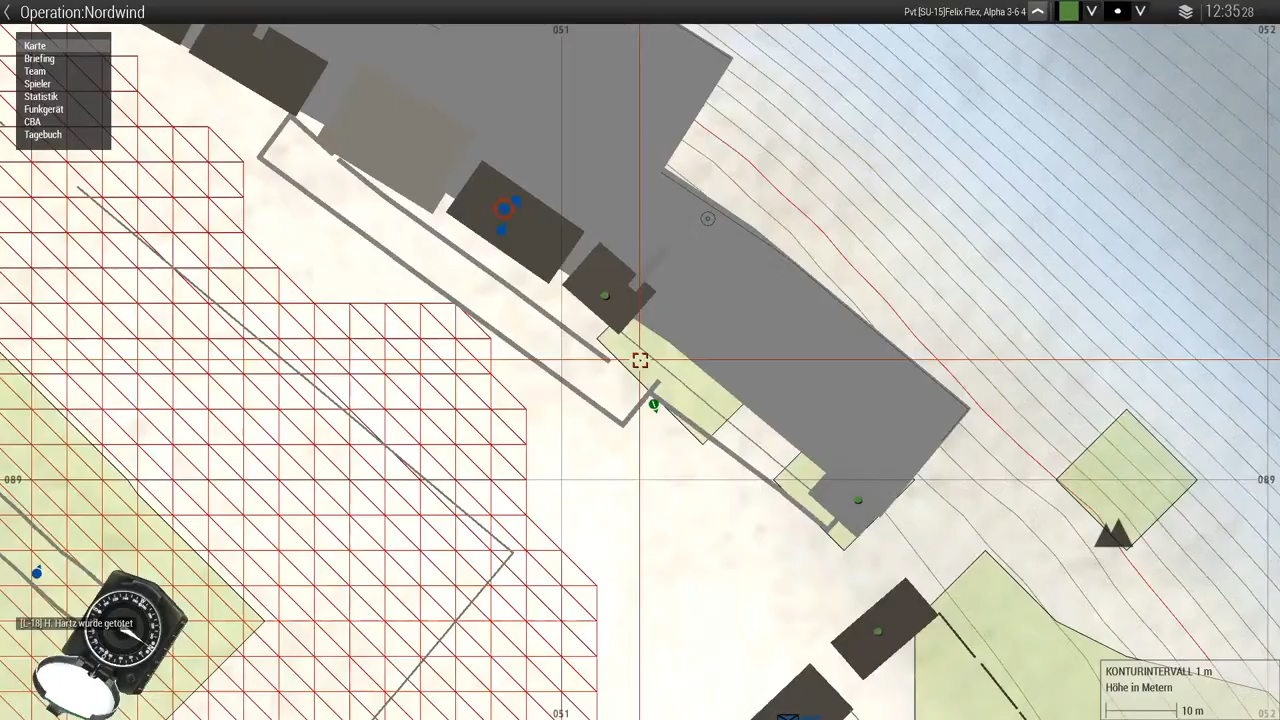 Operation:Nordwind
Pvt [SU-15]Felix Flex, Alpha 3-6 4
12:35 28
051
052
Karte
Briefing
Team
Spieler
Statistik
Funkgerät
CBA
Tagebuch
089
089
[L-18] H. Hartz wurde getötet
KONTURINTERVALL 1 m
Höhe in Metern
10 m
051
052